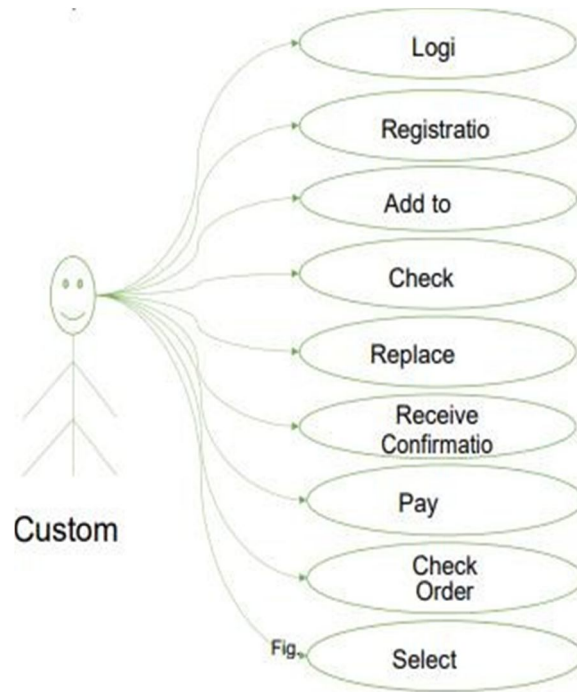 Logi
Registratio
Add to
Check
Replace
Receive
Confirmatio
Pay
Custom
Check
Order
Fig.
Select